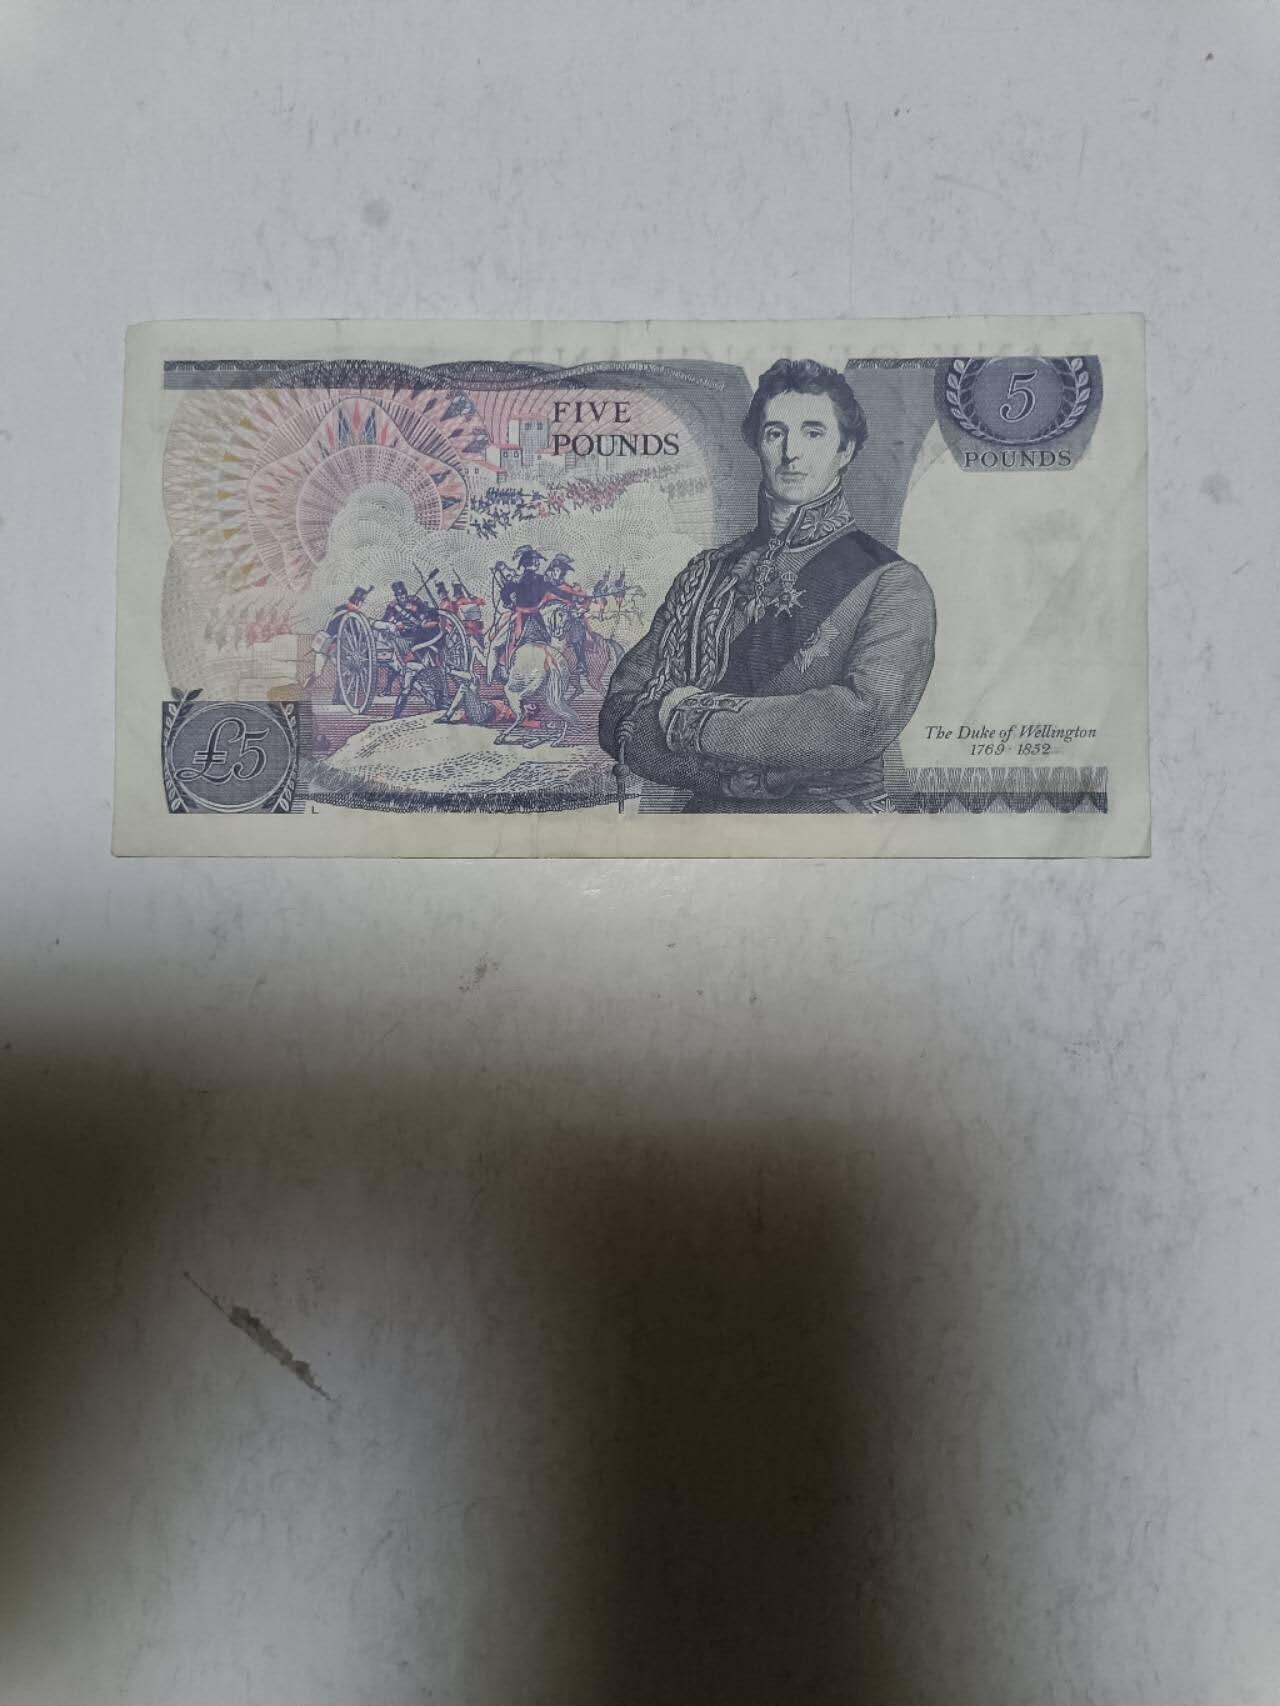 FIVE
POUNDS
5
POUNDS
£5
The Duke of Wellington
1769 · 1852
L